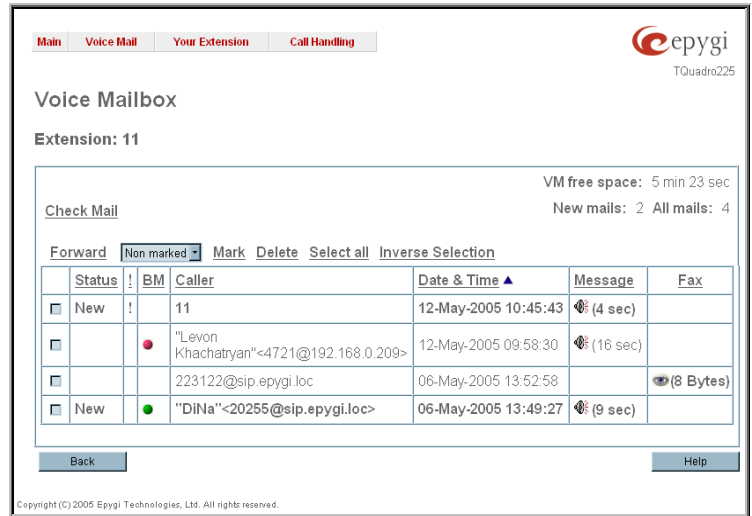 Main Voice Mail Your Extension Call Handling
epygi
TQuadro225
Voice Mailbox
Extension: 11
VM free space: 5 min 23 sec
Check Mail
New mails: 2 All mails: 4
Forward Non marked Mark Delete Select all Inverse Selection
Status ! BM Caller Date & Time Message Fax
New ! 11 12-May-2005 10:45:43 (4 sec)
"Levon
Khachatryan"<4721@192.168.0.209> 12-May-2005 09:58:30 (16 sec)
223122@sip.epygi.loc 06-May-2005 13:52:58 (8 Bytes)
New "DiNa"<20255@sip.epygi.loc> 06-May-2005 13:49:27 (9 sec)
Back Help
Copyright (C) 2005 Epygi Technologies, Ltd. All rights reserved.